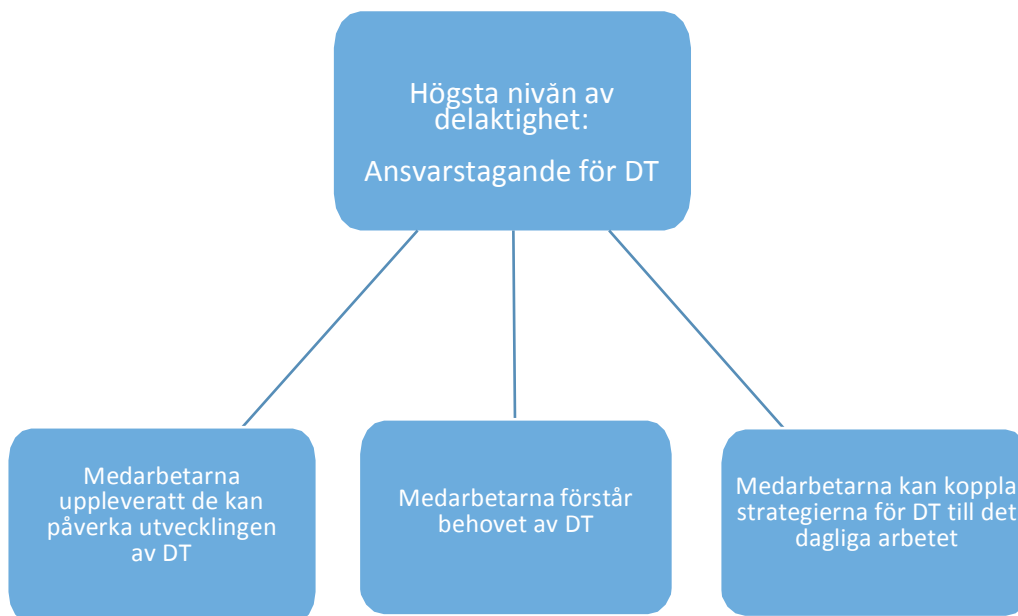 Högsta nivån av
delaktighet:
Ansvarstagande för DT
Medarbetarna
uppleveratt de kan
påverka utvecklingen
av DT
Medarbetarna förstår
behovet av DT
Medarbetarna kan koppla
strategierna för DT till det
dagliga arbetet